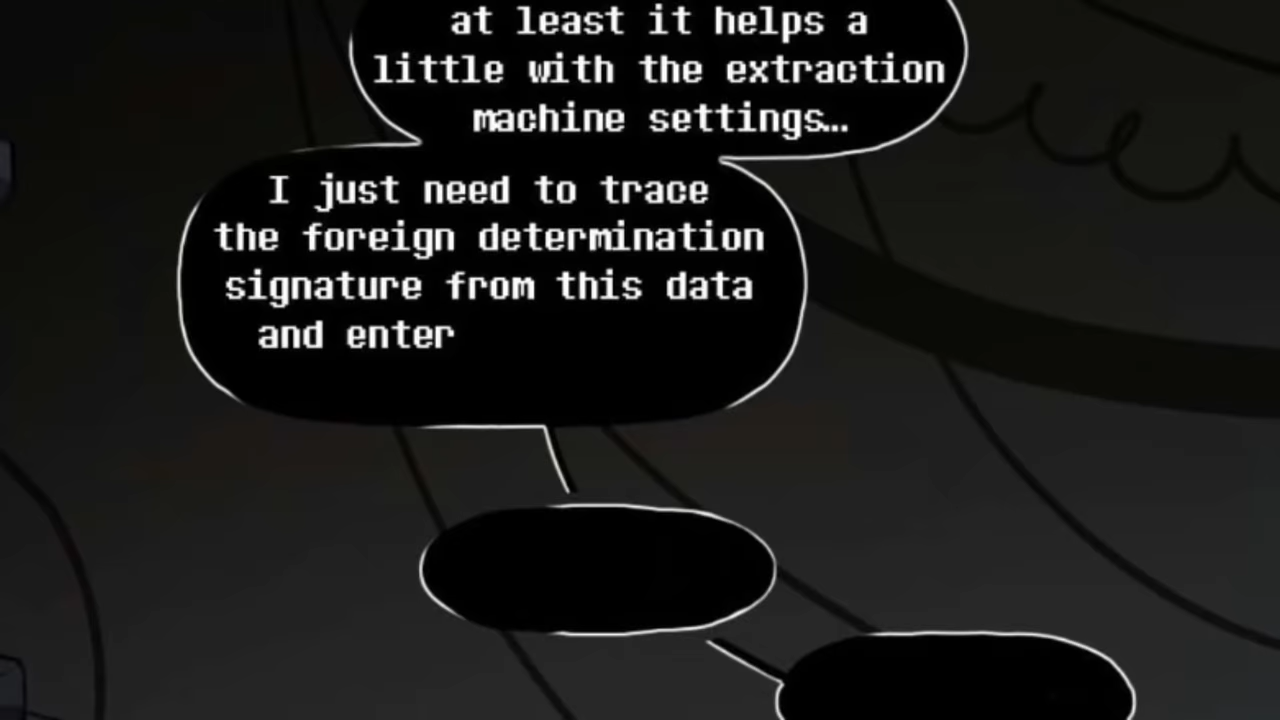 at least it helps a
little with the extraction
machine settings...
I just need to trace
the foreign determination
signature from this data
and enter